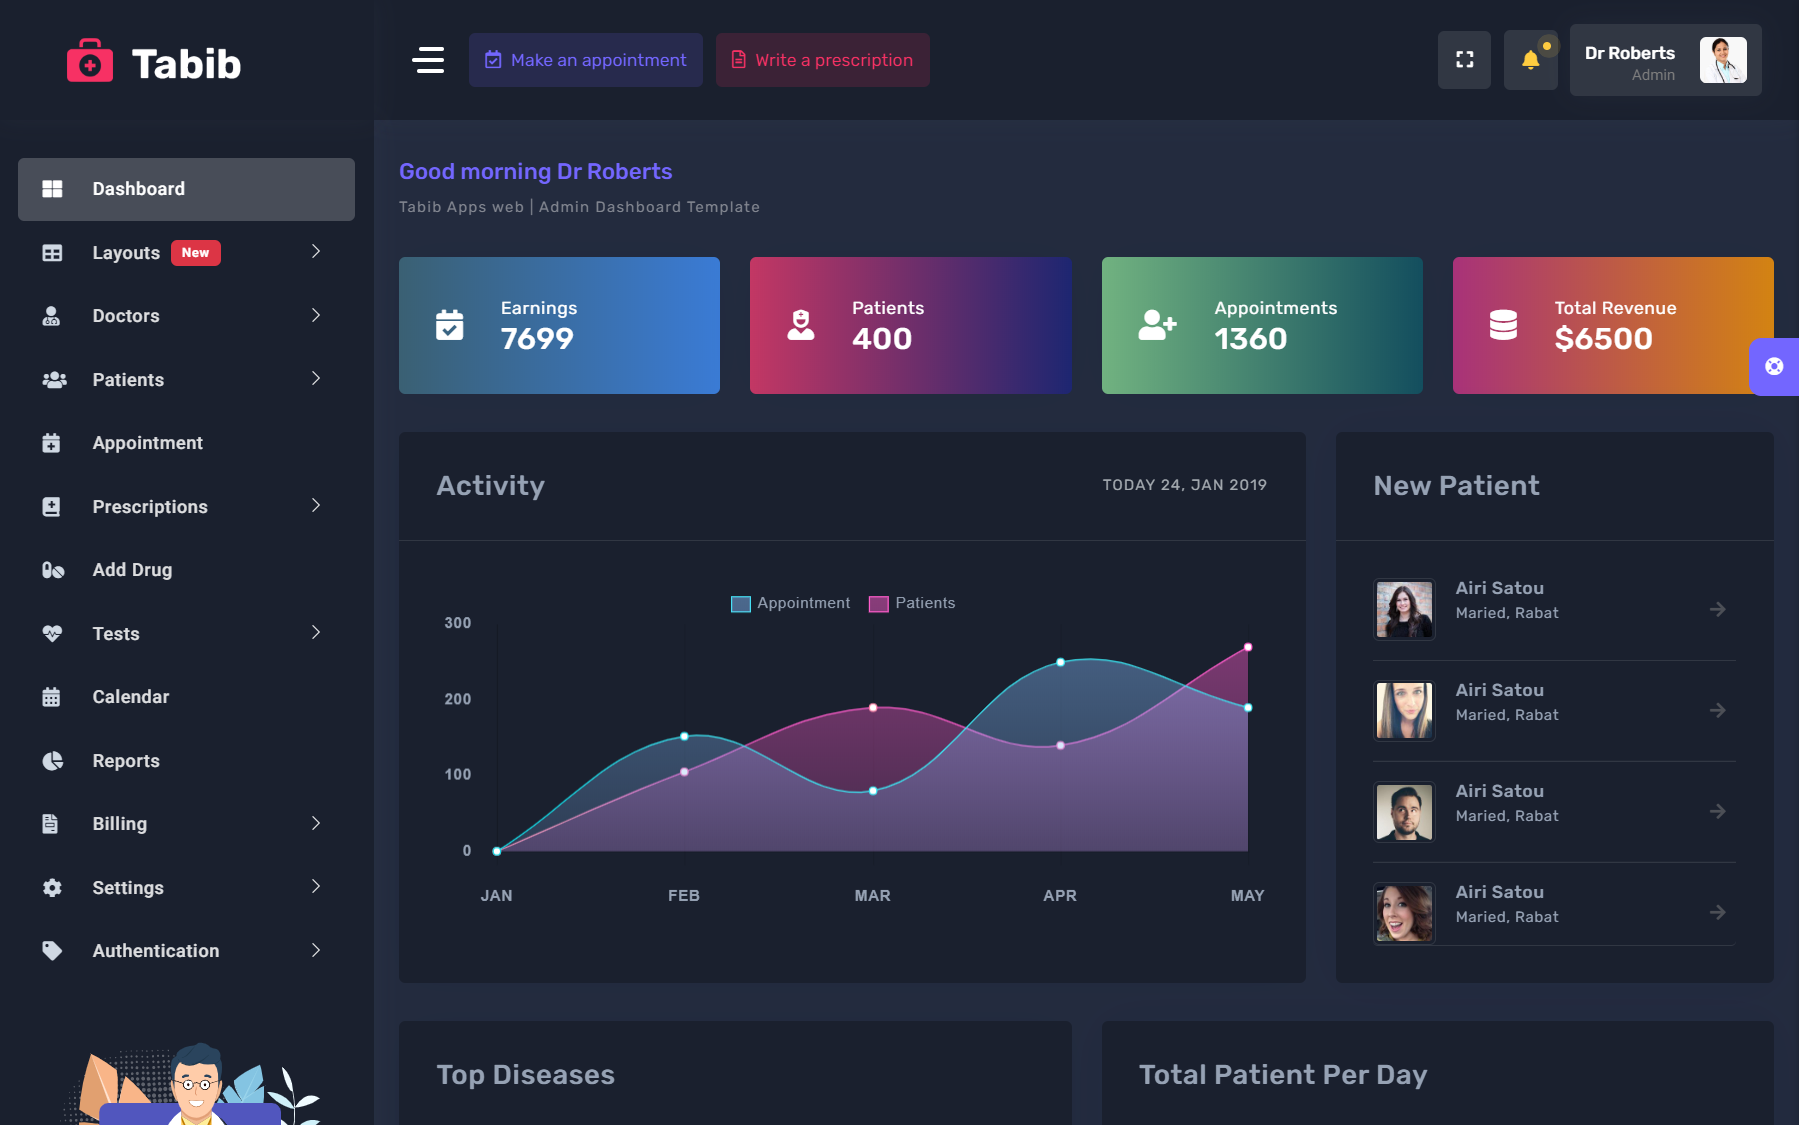 Tabib
Make an appointment
Write a prescription
Dr Roberts
Admin
Dashboard
Layouts New
Doctors
Patients
Appointment
Prescriptions
Add Drug
Tests
Calendar
Reports
Billing
Settings
Authentication
Good morning Dr Roberts
Tabib Apps web | Admin Dashboard Template
Earnings
7699
Patients
400
Appointments
1360
Total Revenue
$6500
Activity
TODAY 24, JAN 2019
Appointment Patients
300
200
100
0
JAN FEB MAR APR MAY
New Patient
Airi Satou
Maried, Rabat
Airi Satou
Maried, Rabat
Airi Satou
Maried, Rabat
Airi Satou
Maried, Rabat
Top Diseases
Total Patient Per Day